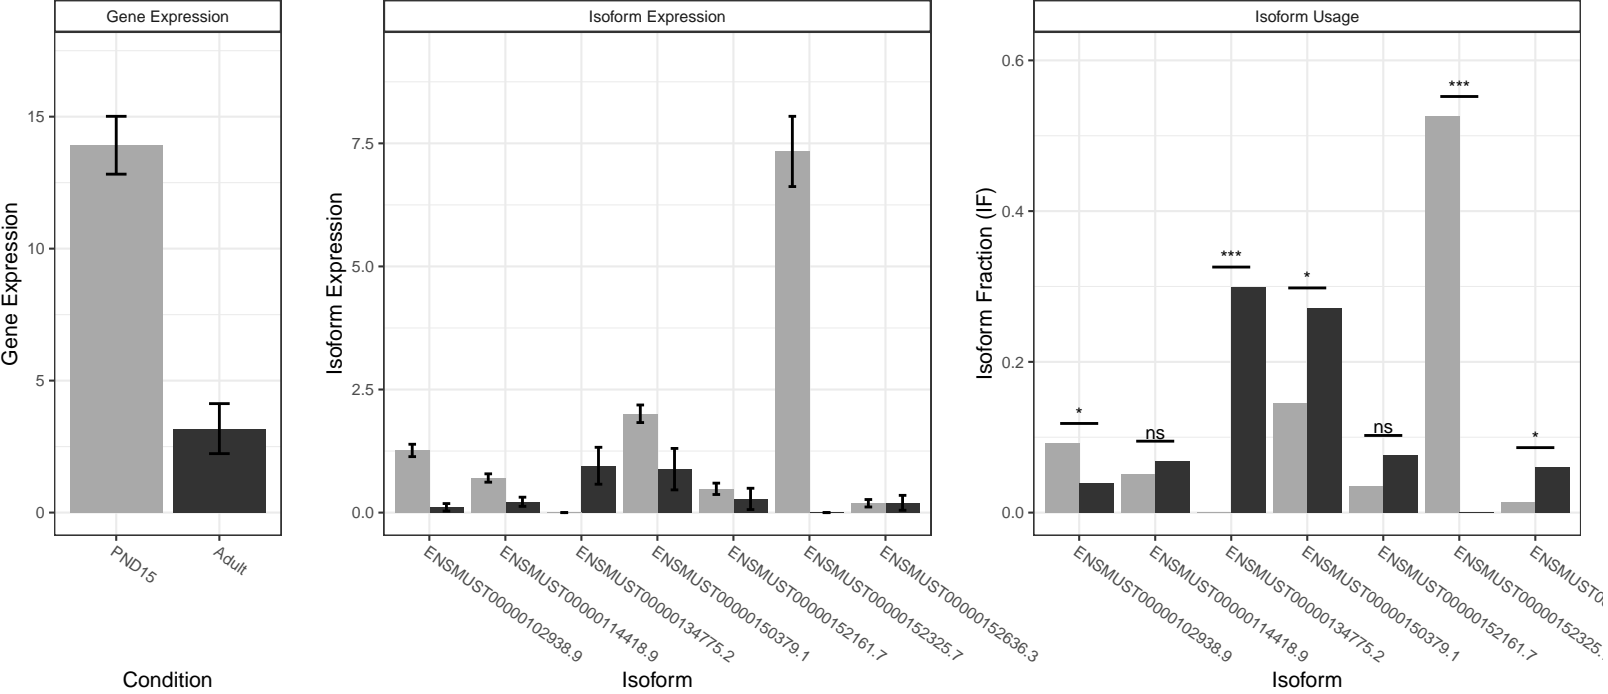 Gene Expression
Gene Expression
15
10
5
0
PND15
Adult
Condition
Isoform Expression
Isoform Expression
7.5
5.0
2.5
0.0
ENSMUST00000102938.9
ENSMUST00000114418.9
ENSMUST00000134775.2
ENSMUST00000150379.1
ENSMUST00000152161.7
ENSMUST00000152325.7
ENSMUST00000152636.3
Isoform
Isoform Usage
Isoform Fraction (IF)
0.6
0.4
0.2
0.0
*
ns
***
*
ns
***
*
ENSMUST00000102938.9
ENSMUST00000114418.9
ENSMUST00000134775.2
ENSMUST00000150379.1
ENSMUST00000152161.7
ENSMUST00000152325.
ENSMUST00
Isoform